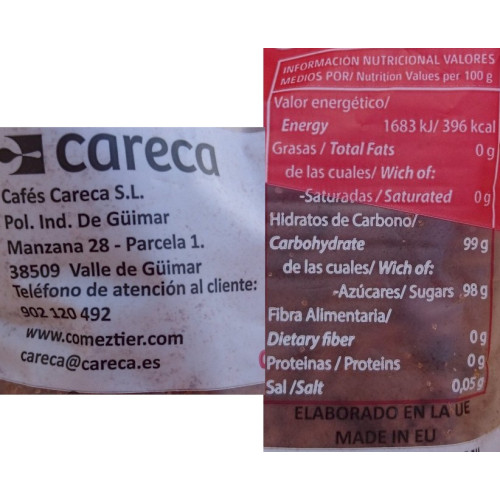 careca
Cafés Careca S.L.
Pol. Ind. De Güimar
Manzana 28 - Parcela 1.
38509 Valle de Güimar
Teléfono de atención al cliente:
902 120 492
www.comeztier.com
careca@careca.es
INFORMACIÓN NUTRICIONAL VALORES
MEDIOS POR/ Nutrition Values per 100 g
Valor energético/
Energy 1683 kJ/ 396 kcal
Grasas / Total Fats 0 g
de las cuales/ Wich of:
-Saturadas / Saturated 0 g
Hidratos de Carbono/
Carbohydrate 99 g
de las cuales/ Wich of:
-Azúcares/ Sugars 98 g
Fibra Alimentaria/
Dietary fiber 0 g
Proteinas / Proteins 0 g
Sal /Salt 0,05 g
ELABORADO EN LA UE
MADE IN EU